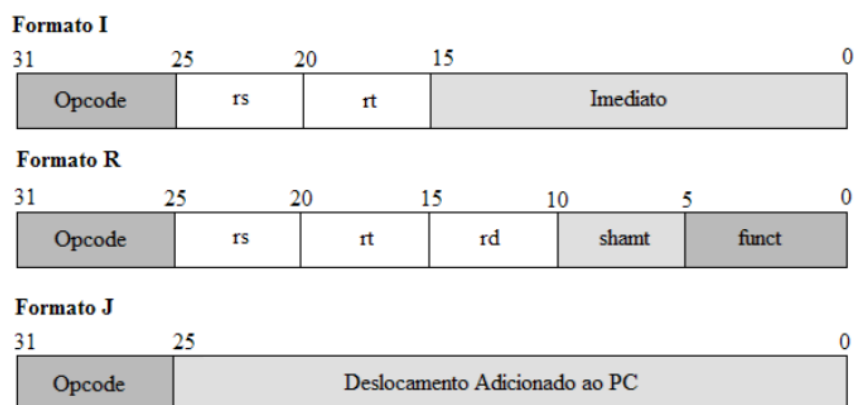 Formato I
31 25 20 15 0
Opcode rs rt Imediato
Formato R
31 25 20 15 10 5 0
Opcode rs rt rd shamt funct
Formato J
31 25 0
Opcode Deslocamento Adicionado ao PC